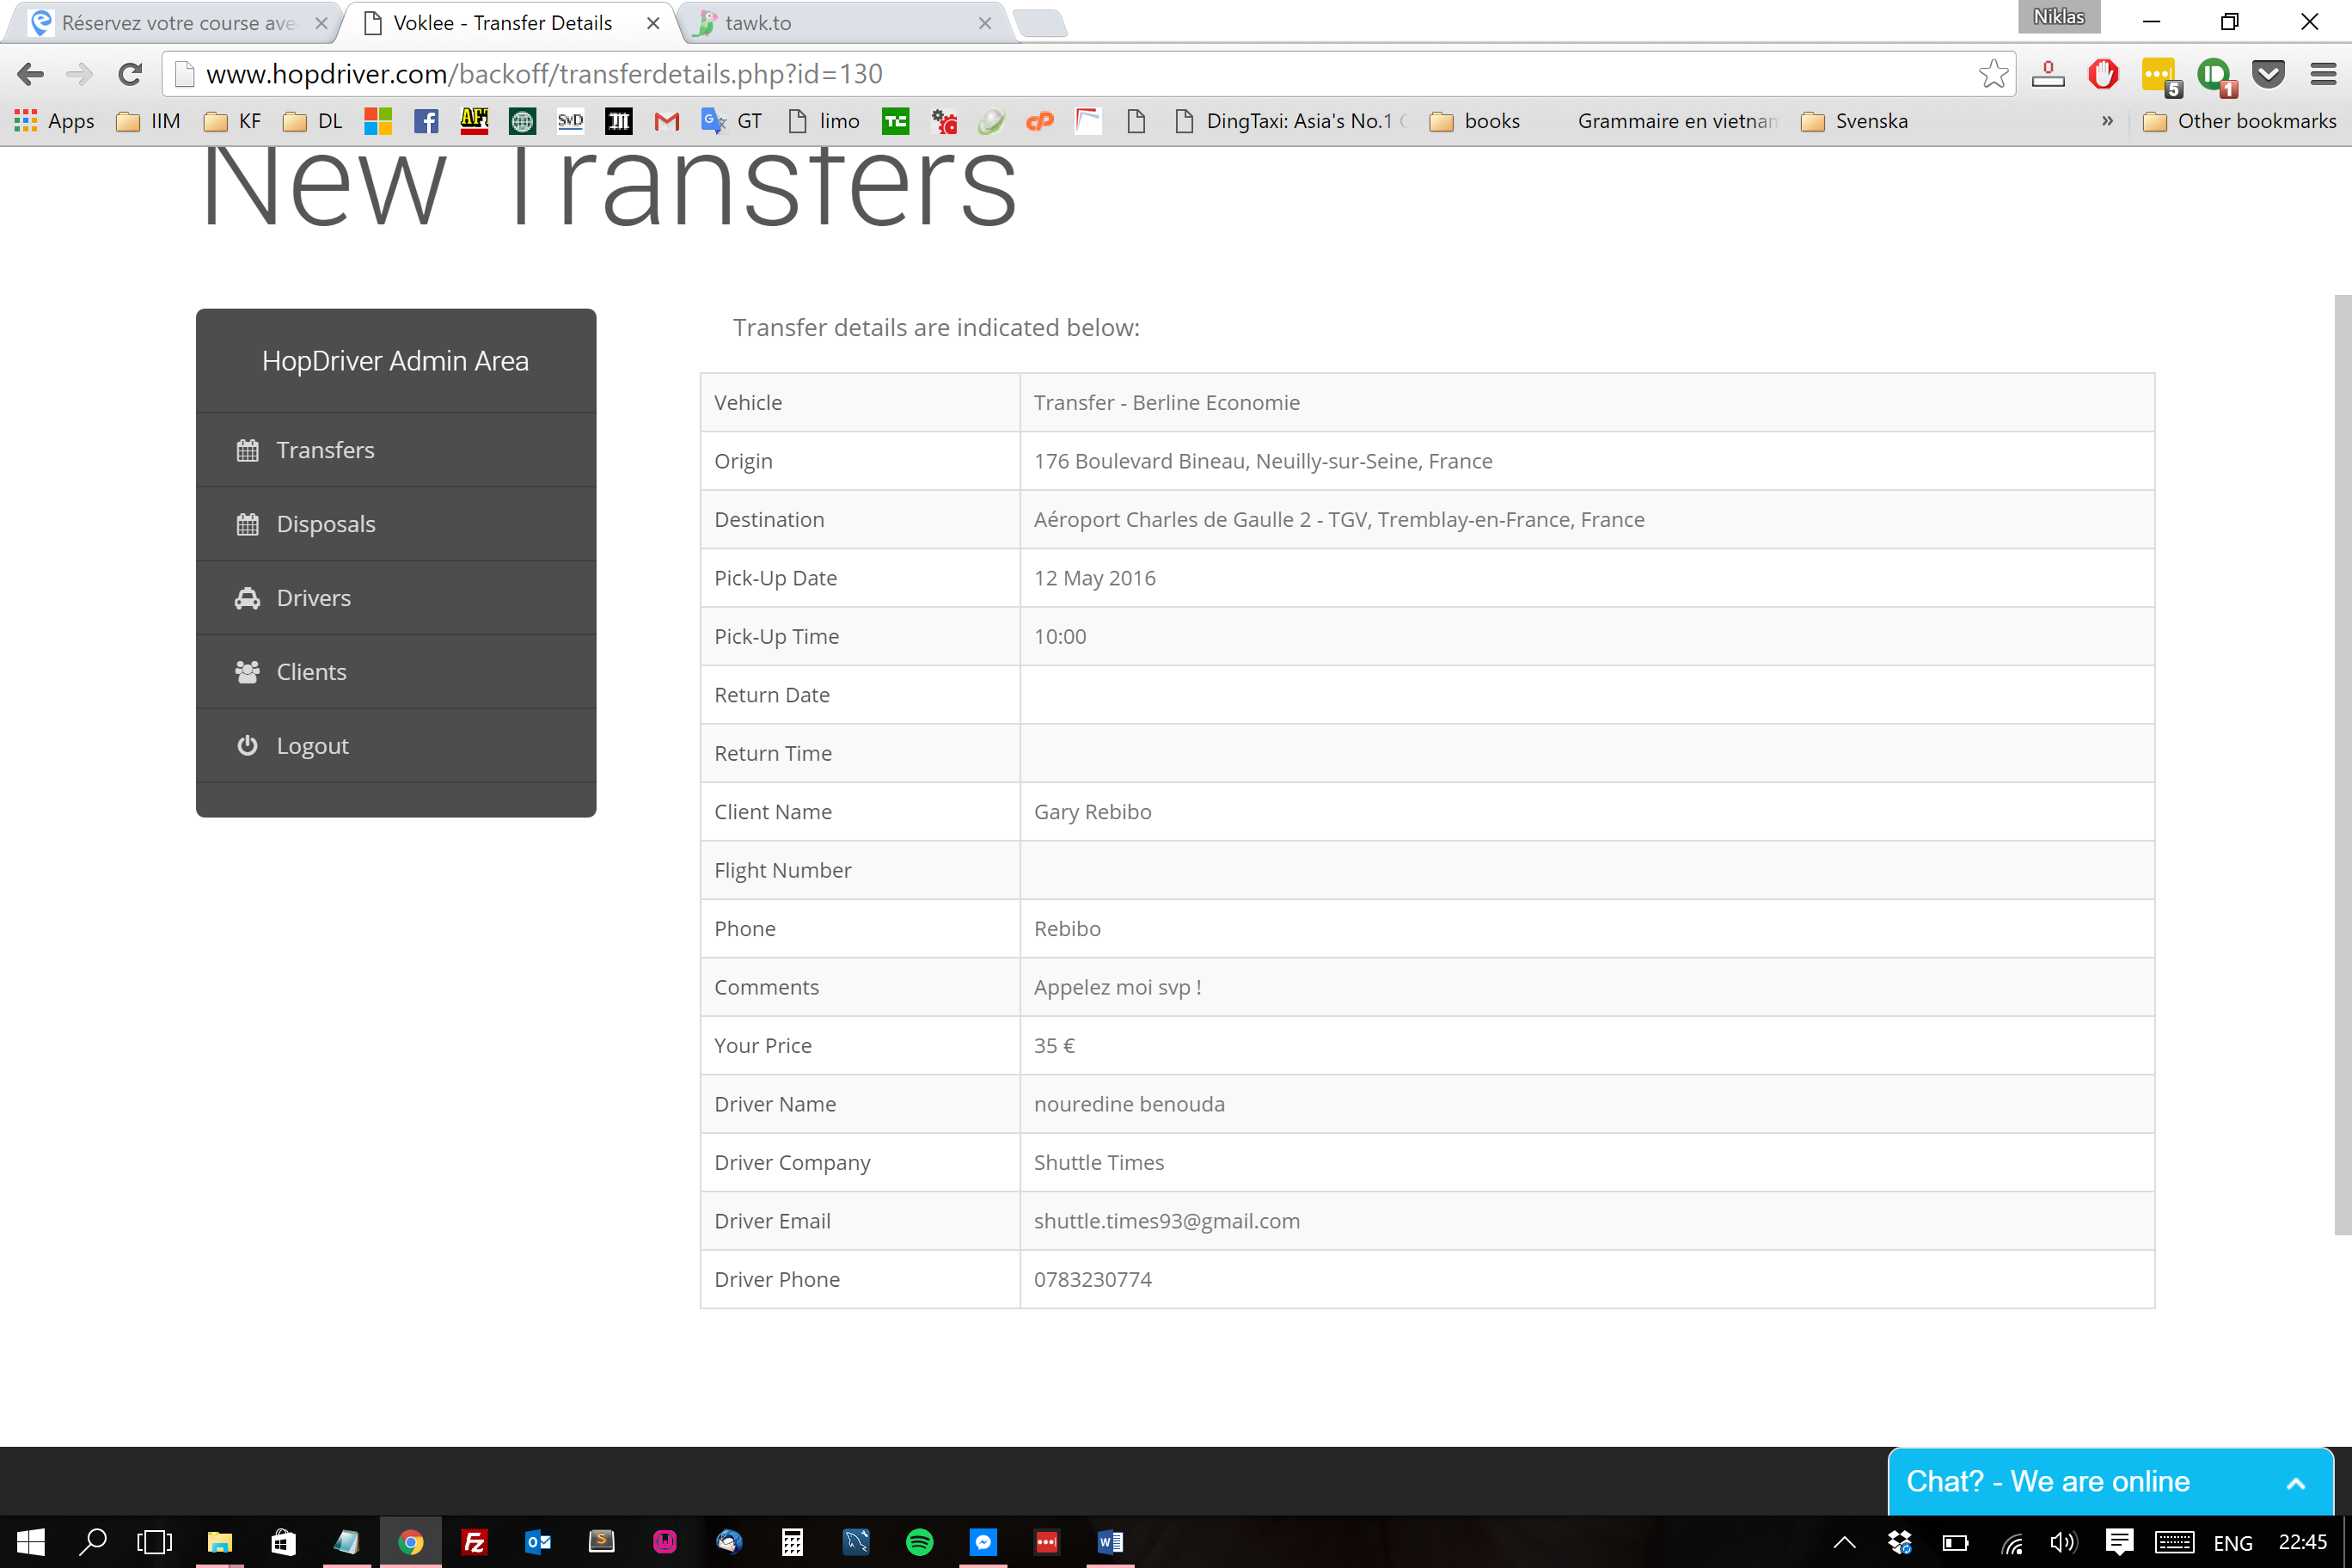 Niklas
Réservez votre course ave
Voklee - Transfer Details
tawk.to
www.hopdriver.com/backoff/transferdetails.php?id=130
0
5
1
Apps
IIM
KF
DL
AF
SvD
GT
limo
TC
DingTaxi: Asia's No.1
books
Grammaire en vietnan
Svenska
»
Other bookmarks
New Transfers
HopDriver Admin Area
Transfers
Disposals
Drivers
Clients
Logout
Transfer details are indicated below:
Vehicle Transfer - Berline Economie
Origin 176 Boulevard Bineau, Neuilly-sur-Seine, France
Destination Aéroport Charles de Gaulle 2 - TGV, Tremblay-en-France, France
Pick-Up Date 12 May 2016
Pick-Up Time 10:00
Return Date
Return Time
Client Name Gary Rebibo
Flight Number
Phone Rebibo
Comments Appelez moi svp !
Your Price 35 €
Driver Name nouredine benouda
Driver Company Shuttle Times
Driver Email shuttle.times93@gmail.com
Driver Phone 0783230774
Chat? - We are online
ENG
22:45